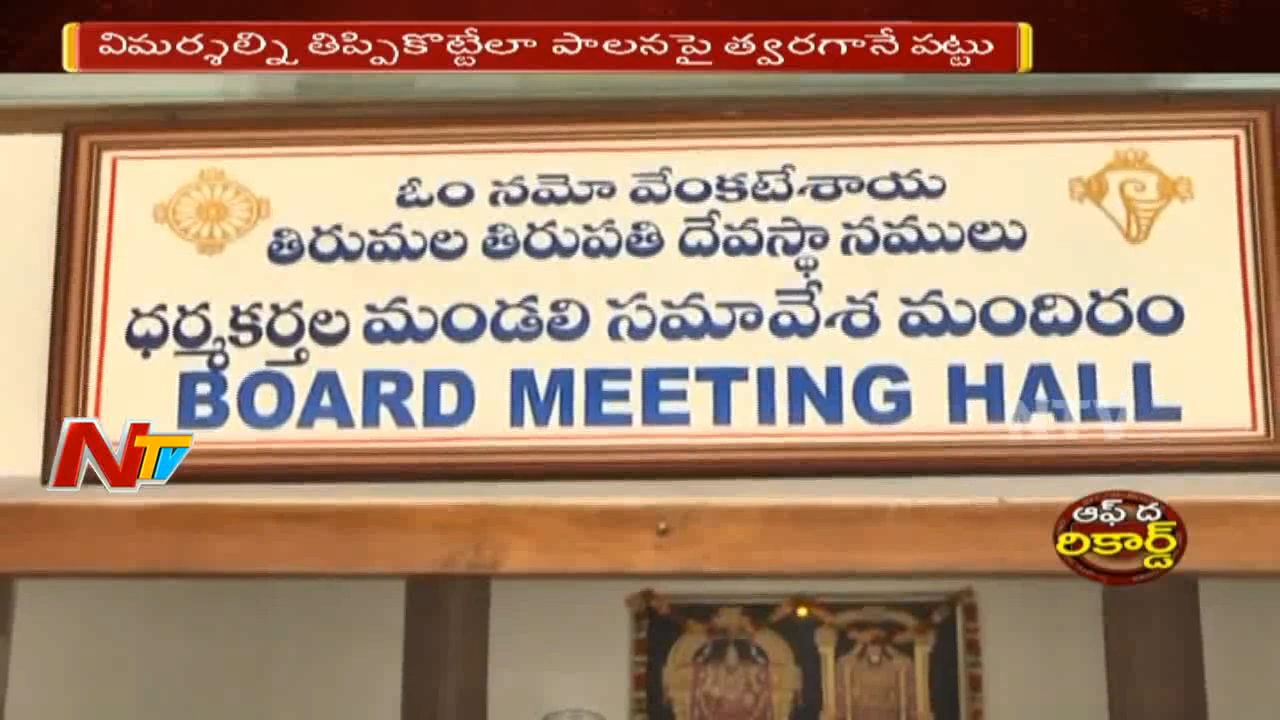 విమర్శల్ని తిప్పికొట్టేలా పాలనపై త్వరగానే పట్టు
ఓం నమో వేంకటేశాయ
తిరుమల తిరుపతి దేవస్థానములు
ధర్మకర్తల మండలి సమావేశ మందిరం
BOARD MEETING HALL
NTV
NTV
ఆఫ్ ద
రికార్డ్